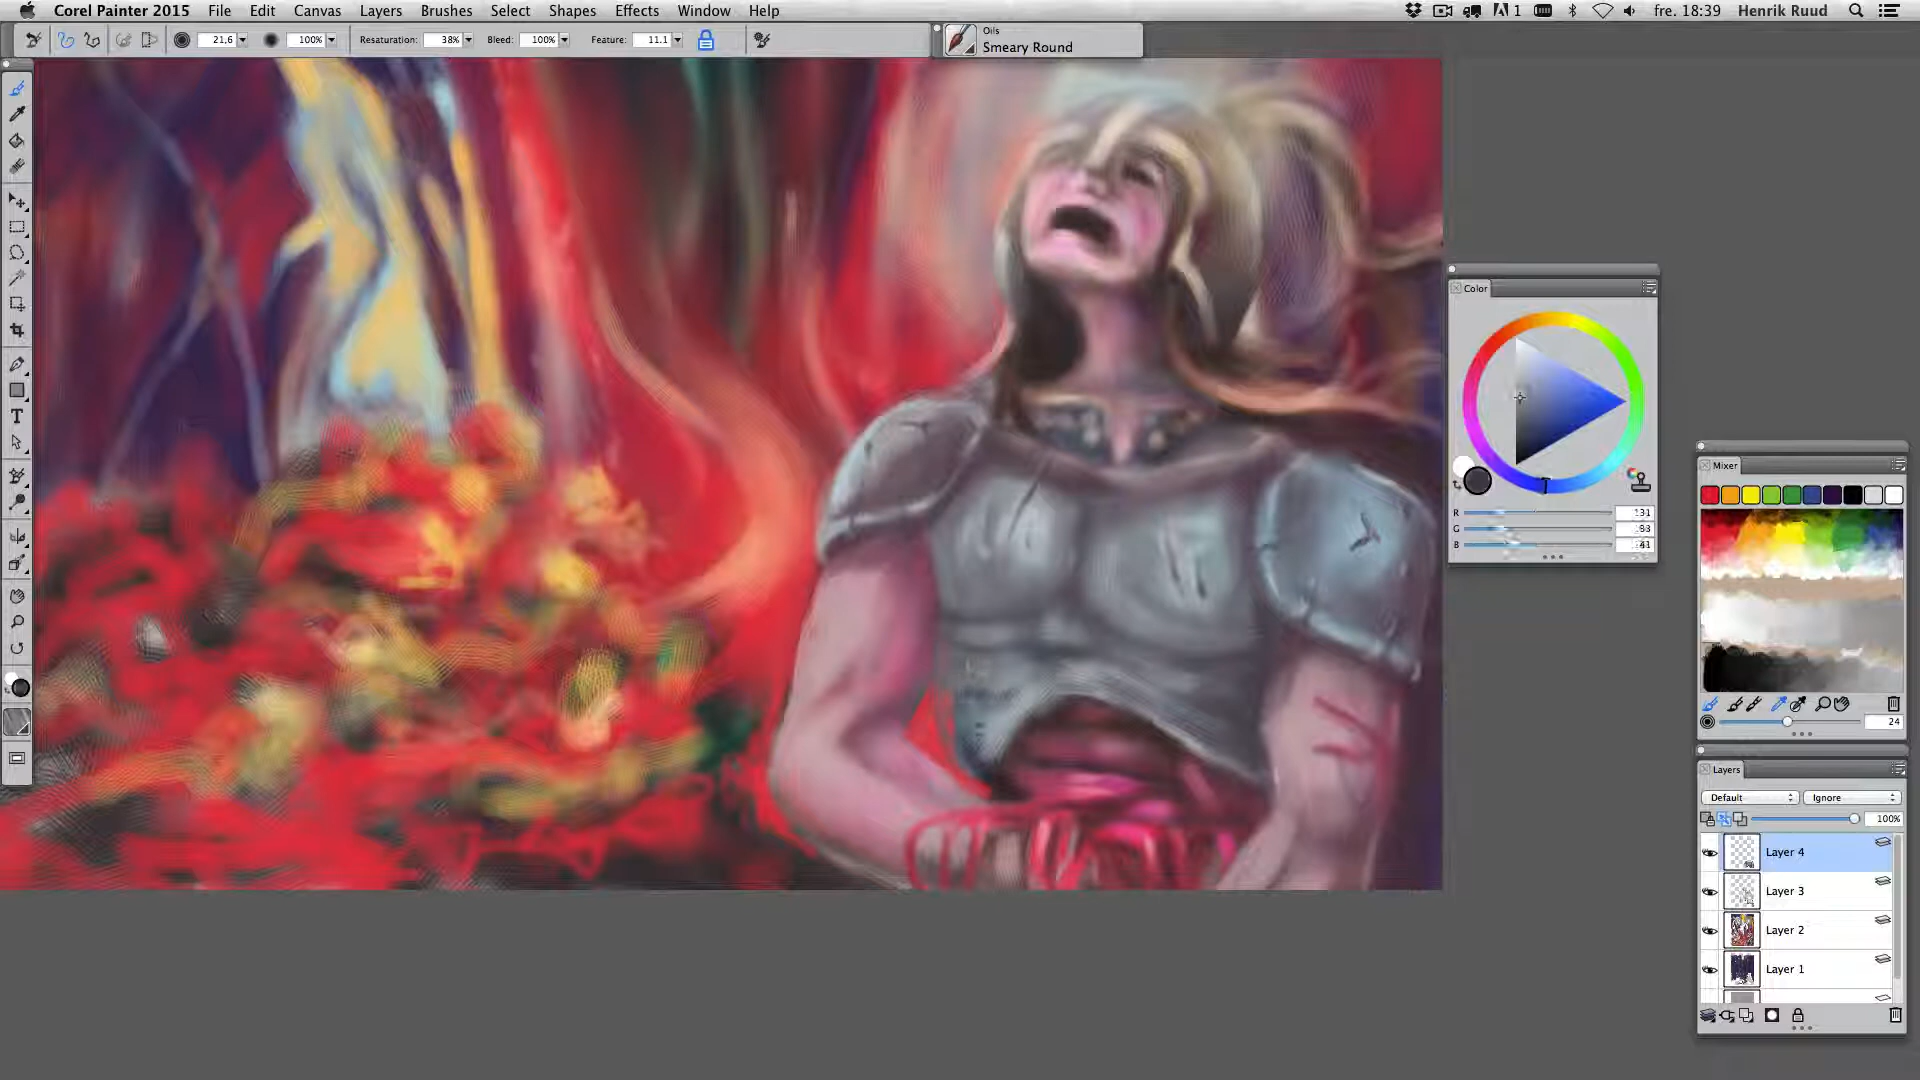 Corel Painter 2015 File Edit Canvas Layers Brushes Select Shapes Effects Window Help 1 fre. 18:39 Henrik Ruud
21,6 100% Resaturation: 38% Bleed: 100% Feature: 11.1
Oils
Smeary Round
Color
R 131
G
B
Mixer
24
Layers
Default Ignore
100%
Layer 4
Layer 3
Layer 2
Layer 1
T